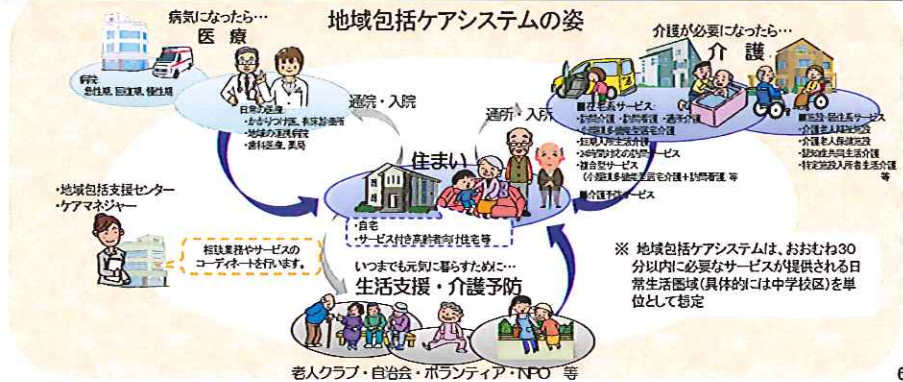 地域包括ケアシステムの姿
病気になったら…
医療
病院:
急性期、回復期、慢性期
日常の医療:
・かかりつけ医、有床診療所
・地域の連携病院
・歯科医療、薬局
通院・入院
介護が必要になったら…
介護
通所・入所
■在宅系サービス:
・訪問介護・訪問看護・通所介護
・小規模多機能型居宅介護
・短期入所生活介護
・24時間対応の訪問サービス
・複合型サービス
（小規模多機能型居宅介護＋訪問看護）等
■介護予防サービス
■施設・居住系サービス
・介護老人福祉施設
・介護老人保健施設
・認知症共同生活介護
・特定施設入所者生活介護
等
住まい
・自宅
・サービス付き高齢者向け住宅等
・地域包括支援センター
・ケアマネジャー
相談業務やサービスの
コーディネートを行います。
いつまでも元気に暮らすために…
生活支援・介護予防
老人クラブ・自治会・ボランティア・NPO 等
※ 地域包括ケアシステムは、おおむね30
分以内に必要なサービスが提供される日
常生活圏域（具体的には中学校区）を単
位として想定
6